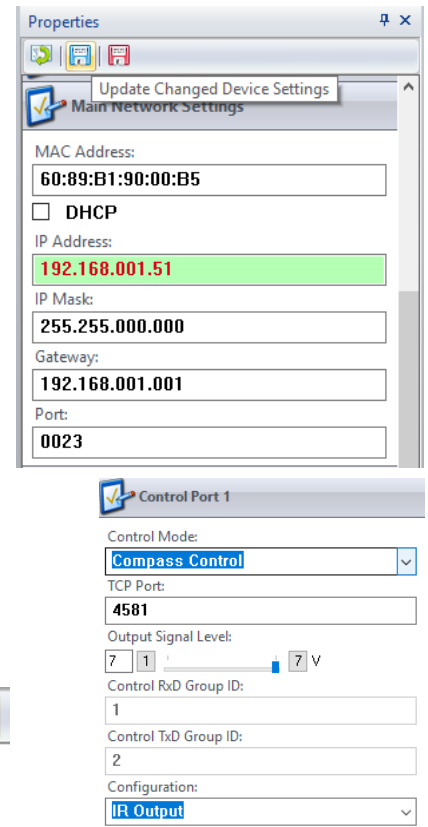 Properties
Update Changed Device Settings
Main Network Settings
MAC Address:
60:89:B1:90:00:B5
DHCP
IP Address:
192.168.001.51
IP Mask:
255.255.000.000
Gateway:
192.168.001.001
Port:
0023
Control Port 1
Control Mode:
Compass Control
TCP Port:
4581
Output Signal Level:
7 1 7 V
Control RxD Group ID:
1
Control TxD Group ID:
2
Configuration:
IR Output